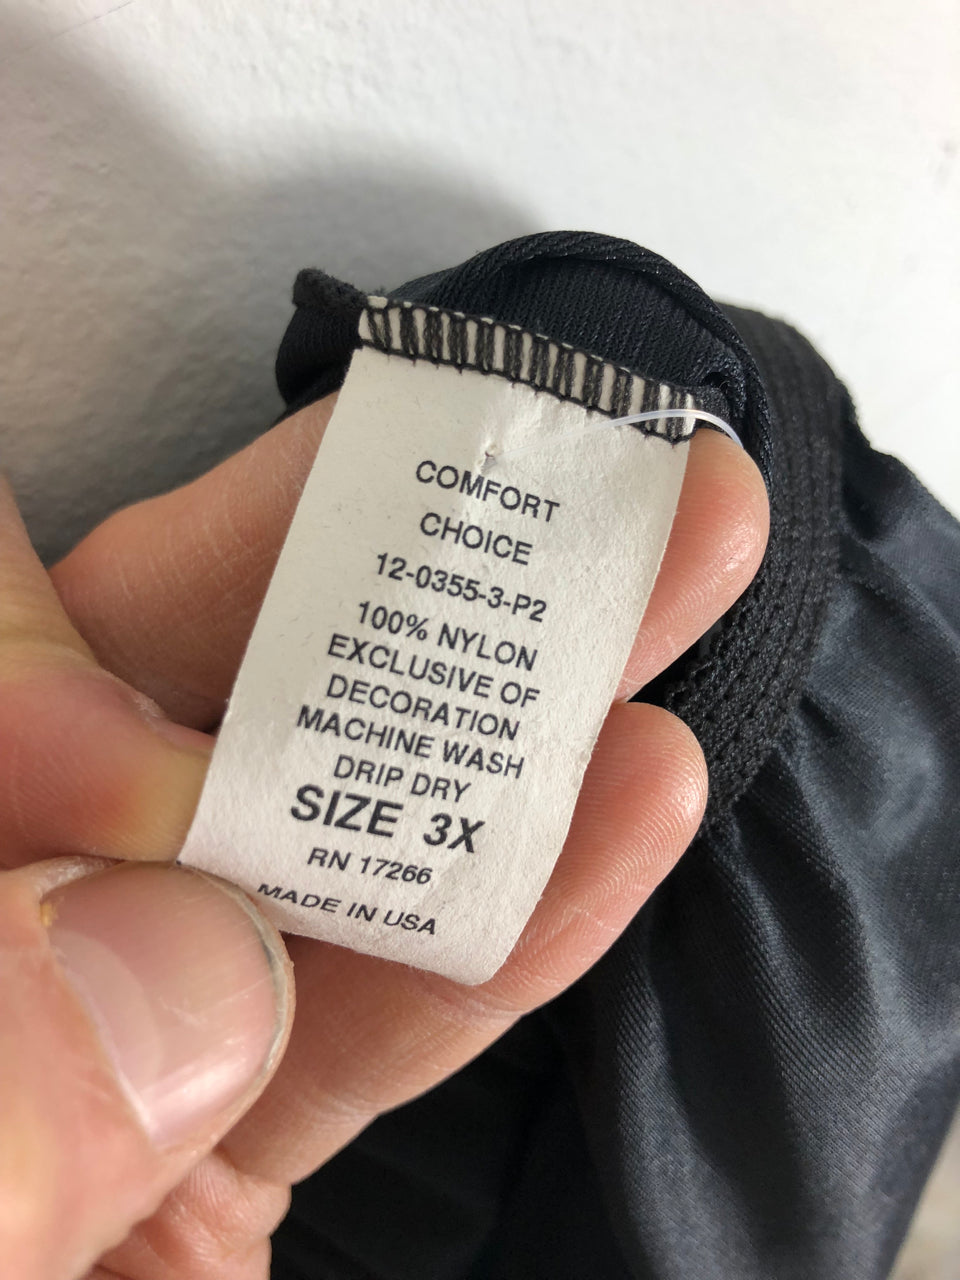 COMFORT
CHOICE
12-0355-3-P2
100% NYLON
EXCLUSIVE OF
DECORATION
MACHINE WASH
DRIP DRY
SIZE 3X
RN 17266
MADE IN USA